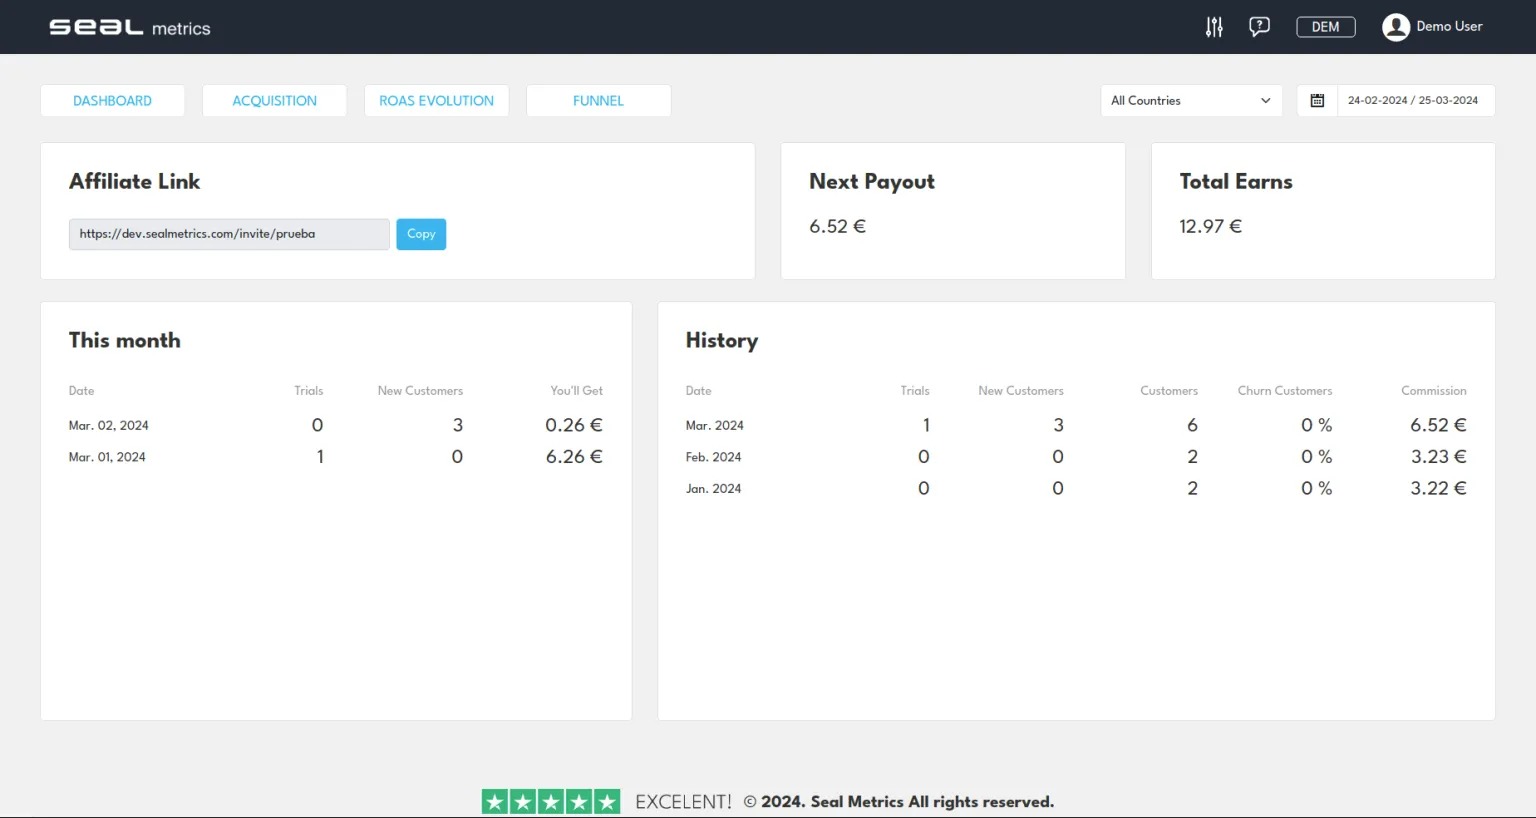 seal metrics
DEM
Demo User
DASHBOARD
ACQUISITION
ROAS EVOLUTION
FUNNEL
All Countries
24-02-2024 / 25-03-2024
Affiliate Link
https://dev.sealmetrics.com/invite/prueba
Copy
Next Payout
6.52 €
Total Earns
12.97 €
This month
Date Trials New Customers You'll Get
Mar. 02, 2024 0 3 0.26 €
Mar. 01, 2024 1 0 6.26 €
History
Date Trials New Customers Customers Churn Customers Commission
Mar. 2024 1 3 6 0 % 6.52 €
Feb. 2024 0 0 2 0 % 3.23 €
Jan. 2024 0 0 2 0 % 3.22 €
EXCELENT! © 2024. Seal Metrics All rights reserved.